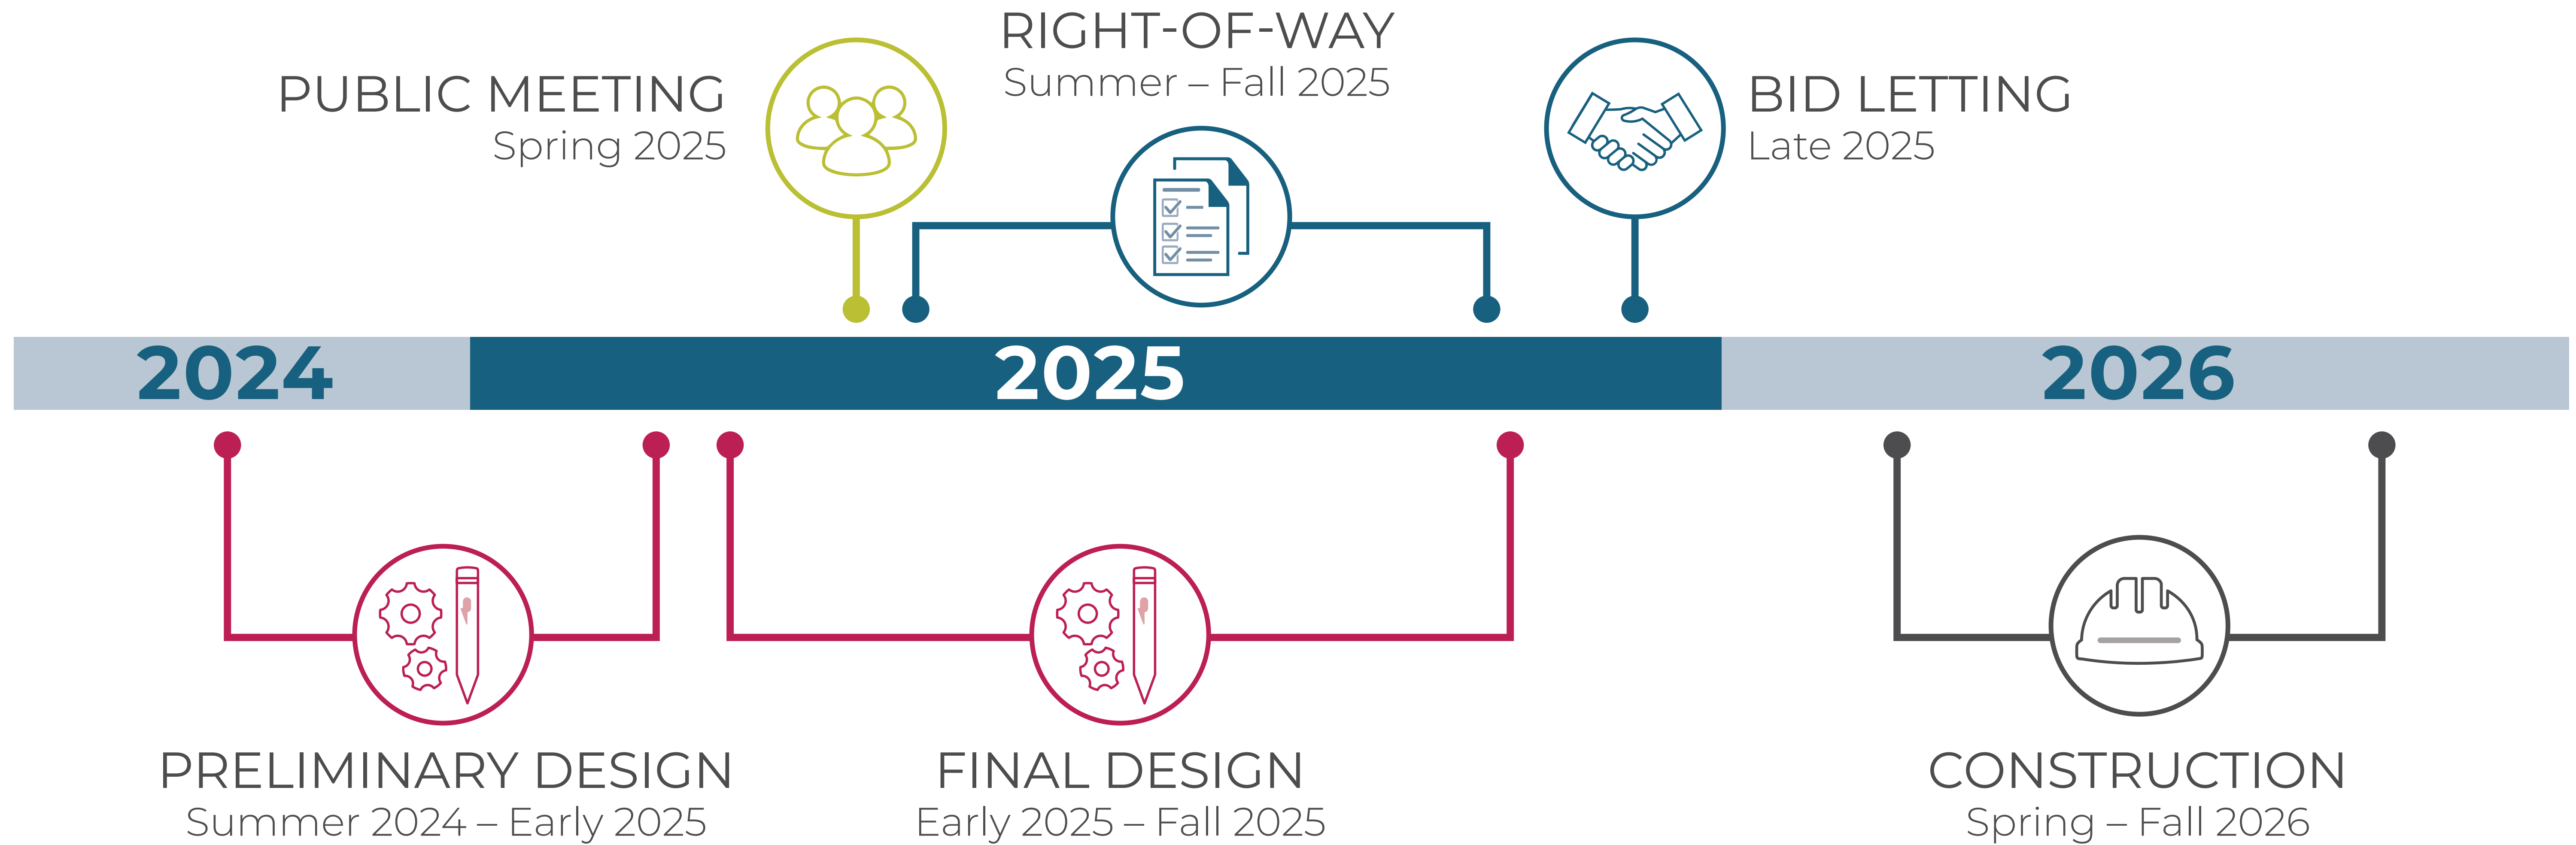 RIGHT-OF-WAY
Summer – Fall 2025
PUBLIC MEETING
Spring 2025
BID LETTING
Late 2025
2024
2025
2026
PRELIMINARY DESIGN
Summer 2024 – Early 2025
FINAL DESIGN
Early 2025 – Fall 2025
CONSTRUCTION
Spring – Fall 2026